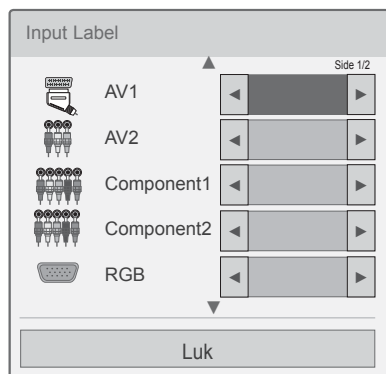 Input Label
Side 1/2
AV1
AV2
Component1
Component2
RGB
Luk